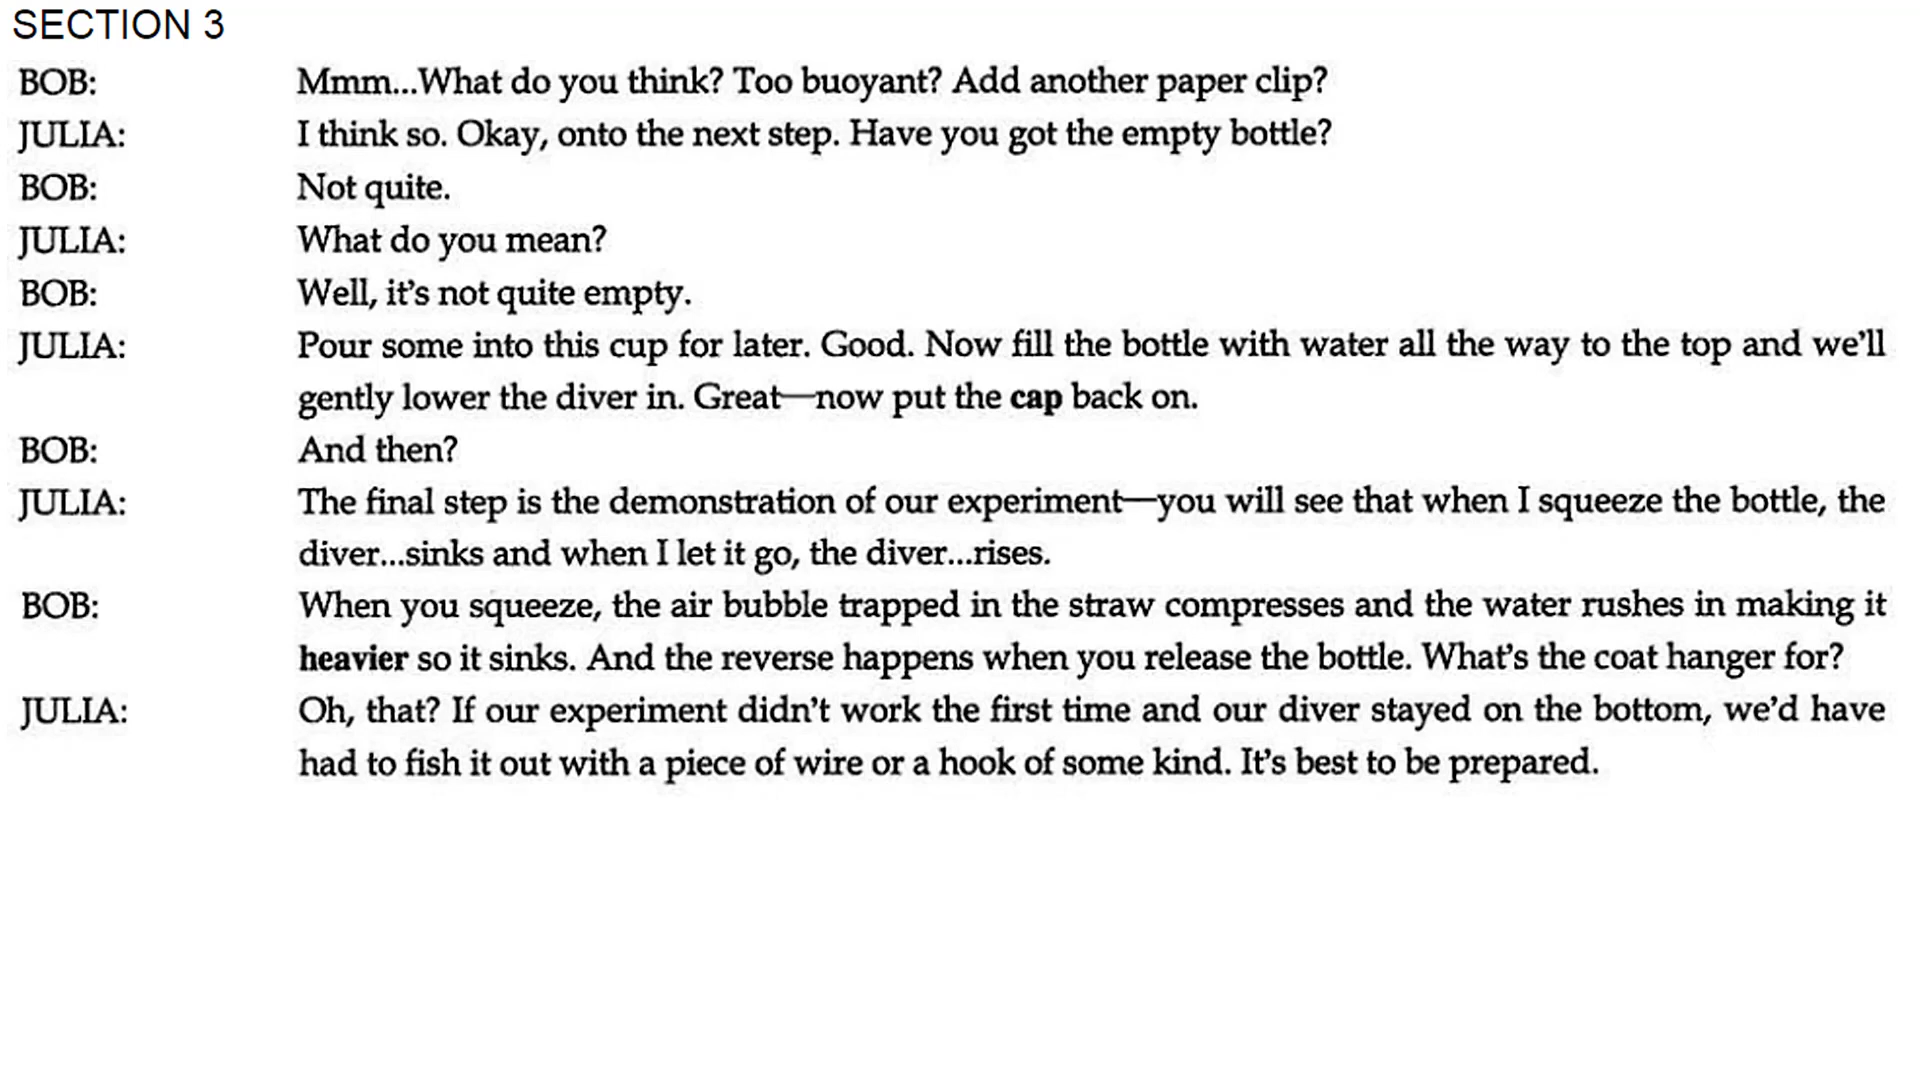 SECTION 3
BOB: Mmm...What do you think? Too buoyant? Add another paper clip?
JULIA: I think so. Okay, onto the next step. Have you got the empty bottle?
BOB: Not quite.
JULIA: What do you mean?
BOB: Well, it's not quite empty.
JULIA: Pour some into this cup for later. Good. Now fill the bottle with water all the way to the top and we'll
gently lower the diver in. Great—now put the cap back on.
BOB: And then?
JULIA: The final step is the demonstration of our experiment—you will see that when I squeeze the bottle, the
diver...sinks and when I let it go, the diver...rises.
BOB: When you squeeze, the air bubble trapped in the straw compresses and the water rushes in making it
heavier so it sinks. And the reverse happens when you release the bottle. What's the coat hanger for?
JULIA: Oh, that? If our experiment didn't work the first time and our diver stayed on the bottom, we'd have
had to fish it out with a piece of wire or a hook of some kind. It's best to be prepared.